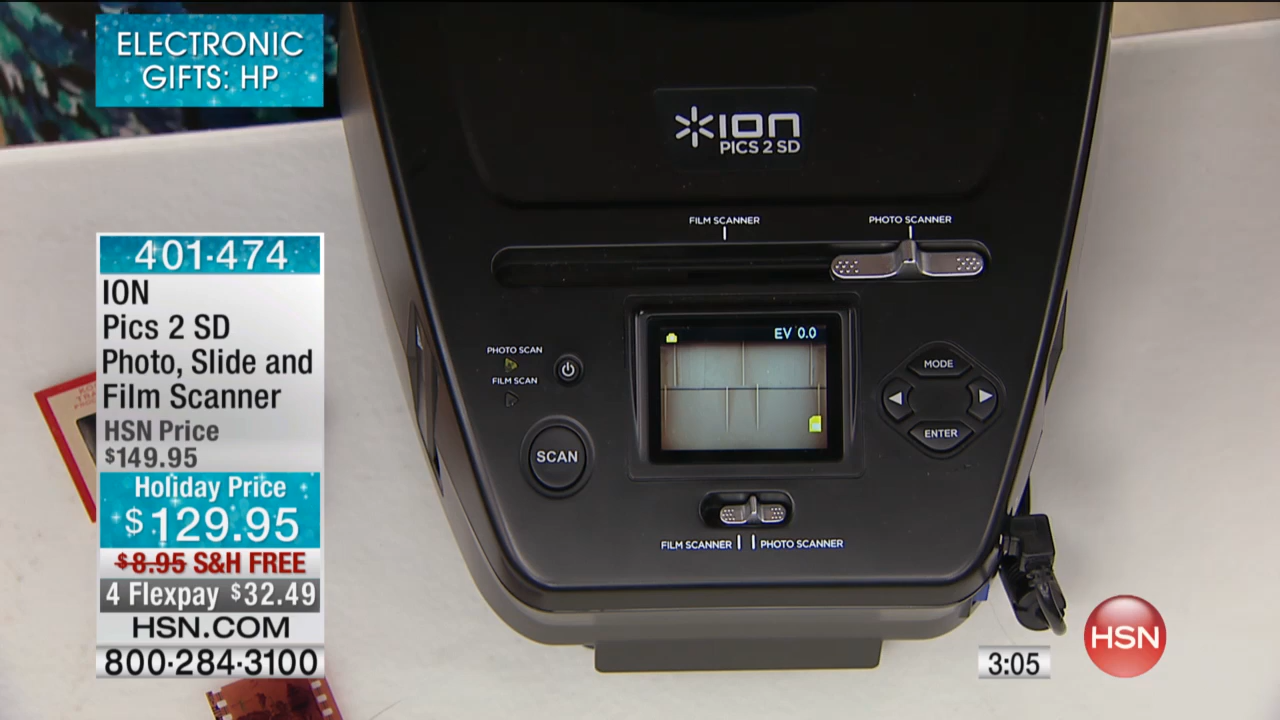 ELECTRONIC
GIFTS: HP
401-474
ION
Pics 2 SD
Photo, Slide and
Film Scanner
HSN Price
$149.95
Holiday Price
$129.95
$8.95 S&H FREE
4 Flexpay $32.49
HSN.COM
800-284-3100
ION
PICS 2 SD
FILM SCANNER
PHOTO SCANNER
EV 0.0
PHOTO SCAN
FILM SCAN
SCAN
MODE
ENTER
FILM SCANNER
PHOTO SCANNER
3:05
HSN